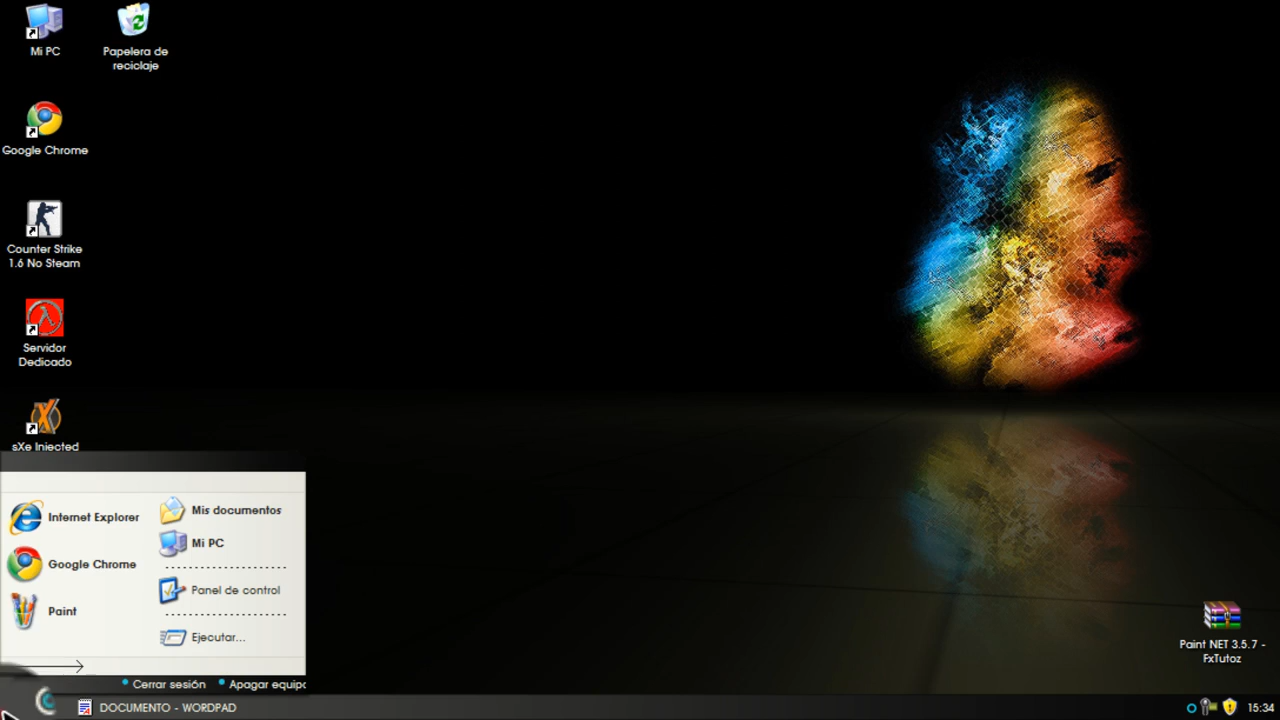 Mi PC
Papelera de
reciclaje
Google Chrome
Counter Strike
1.6 No Steam
Servidor
Dedicado
sXe Injected
Internet Explorer
Google Chrome
Paint
Mis documentos
Mi PC
Panel de control
Ejecutar...
Cerrar sesión
Apagar equipo
Paint NET 3.5.7 -
FxTutoz
DOCUMENTO - WORDPAD
15:34